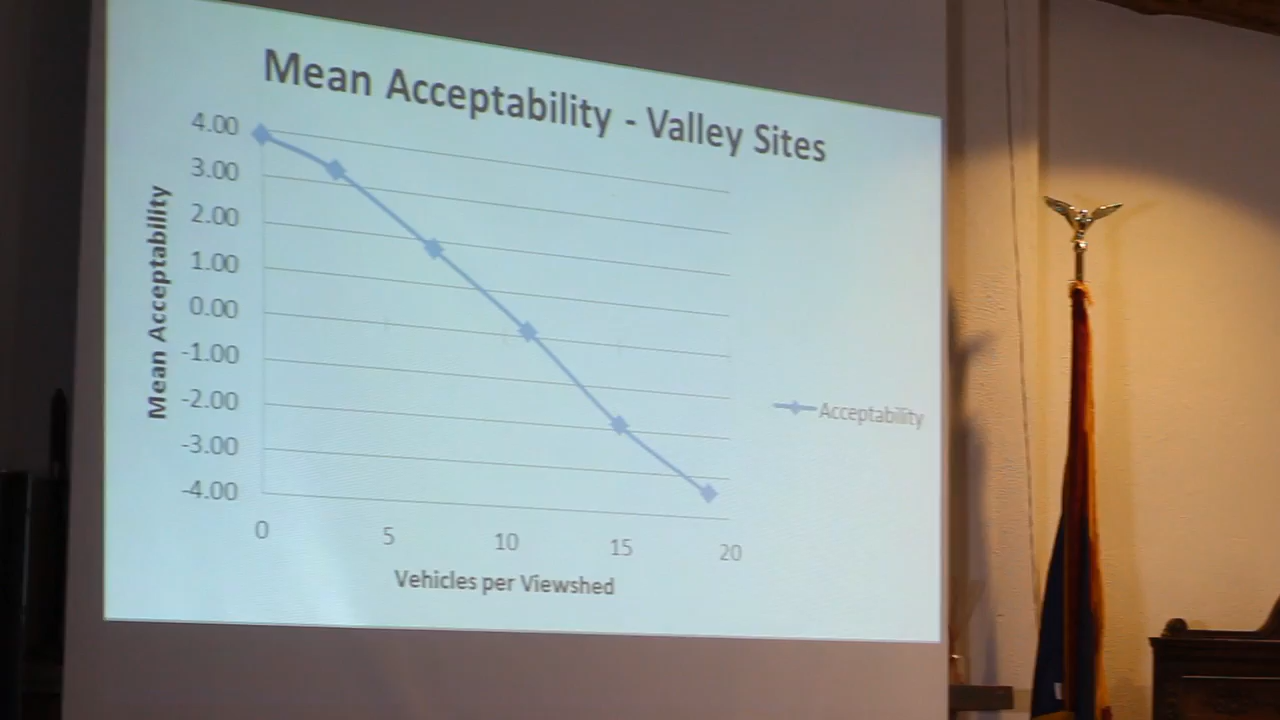 Mean Acceptability - Valley Sites
Mean Acceptability
4.00
3.00
2.00
1.00
0.00
-1.00
-2.00
-3.00
-4.00
0 5 10 15 20
Vehicles per Viewshed
Acceptability